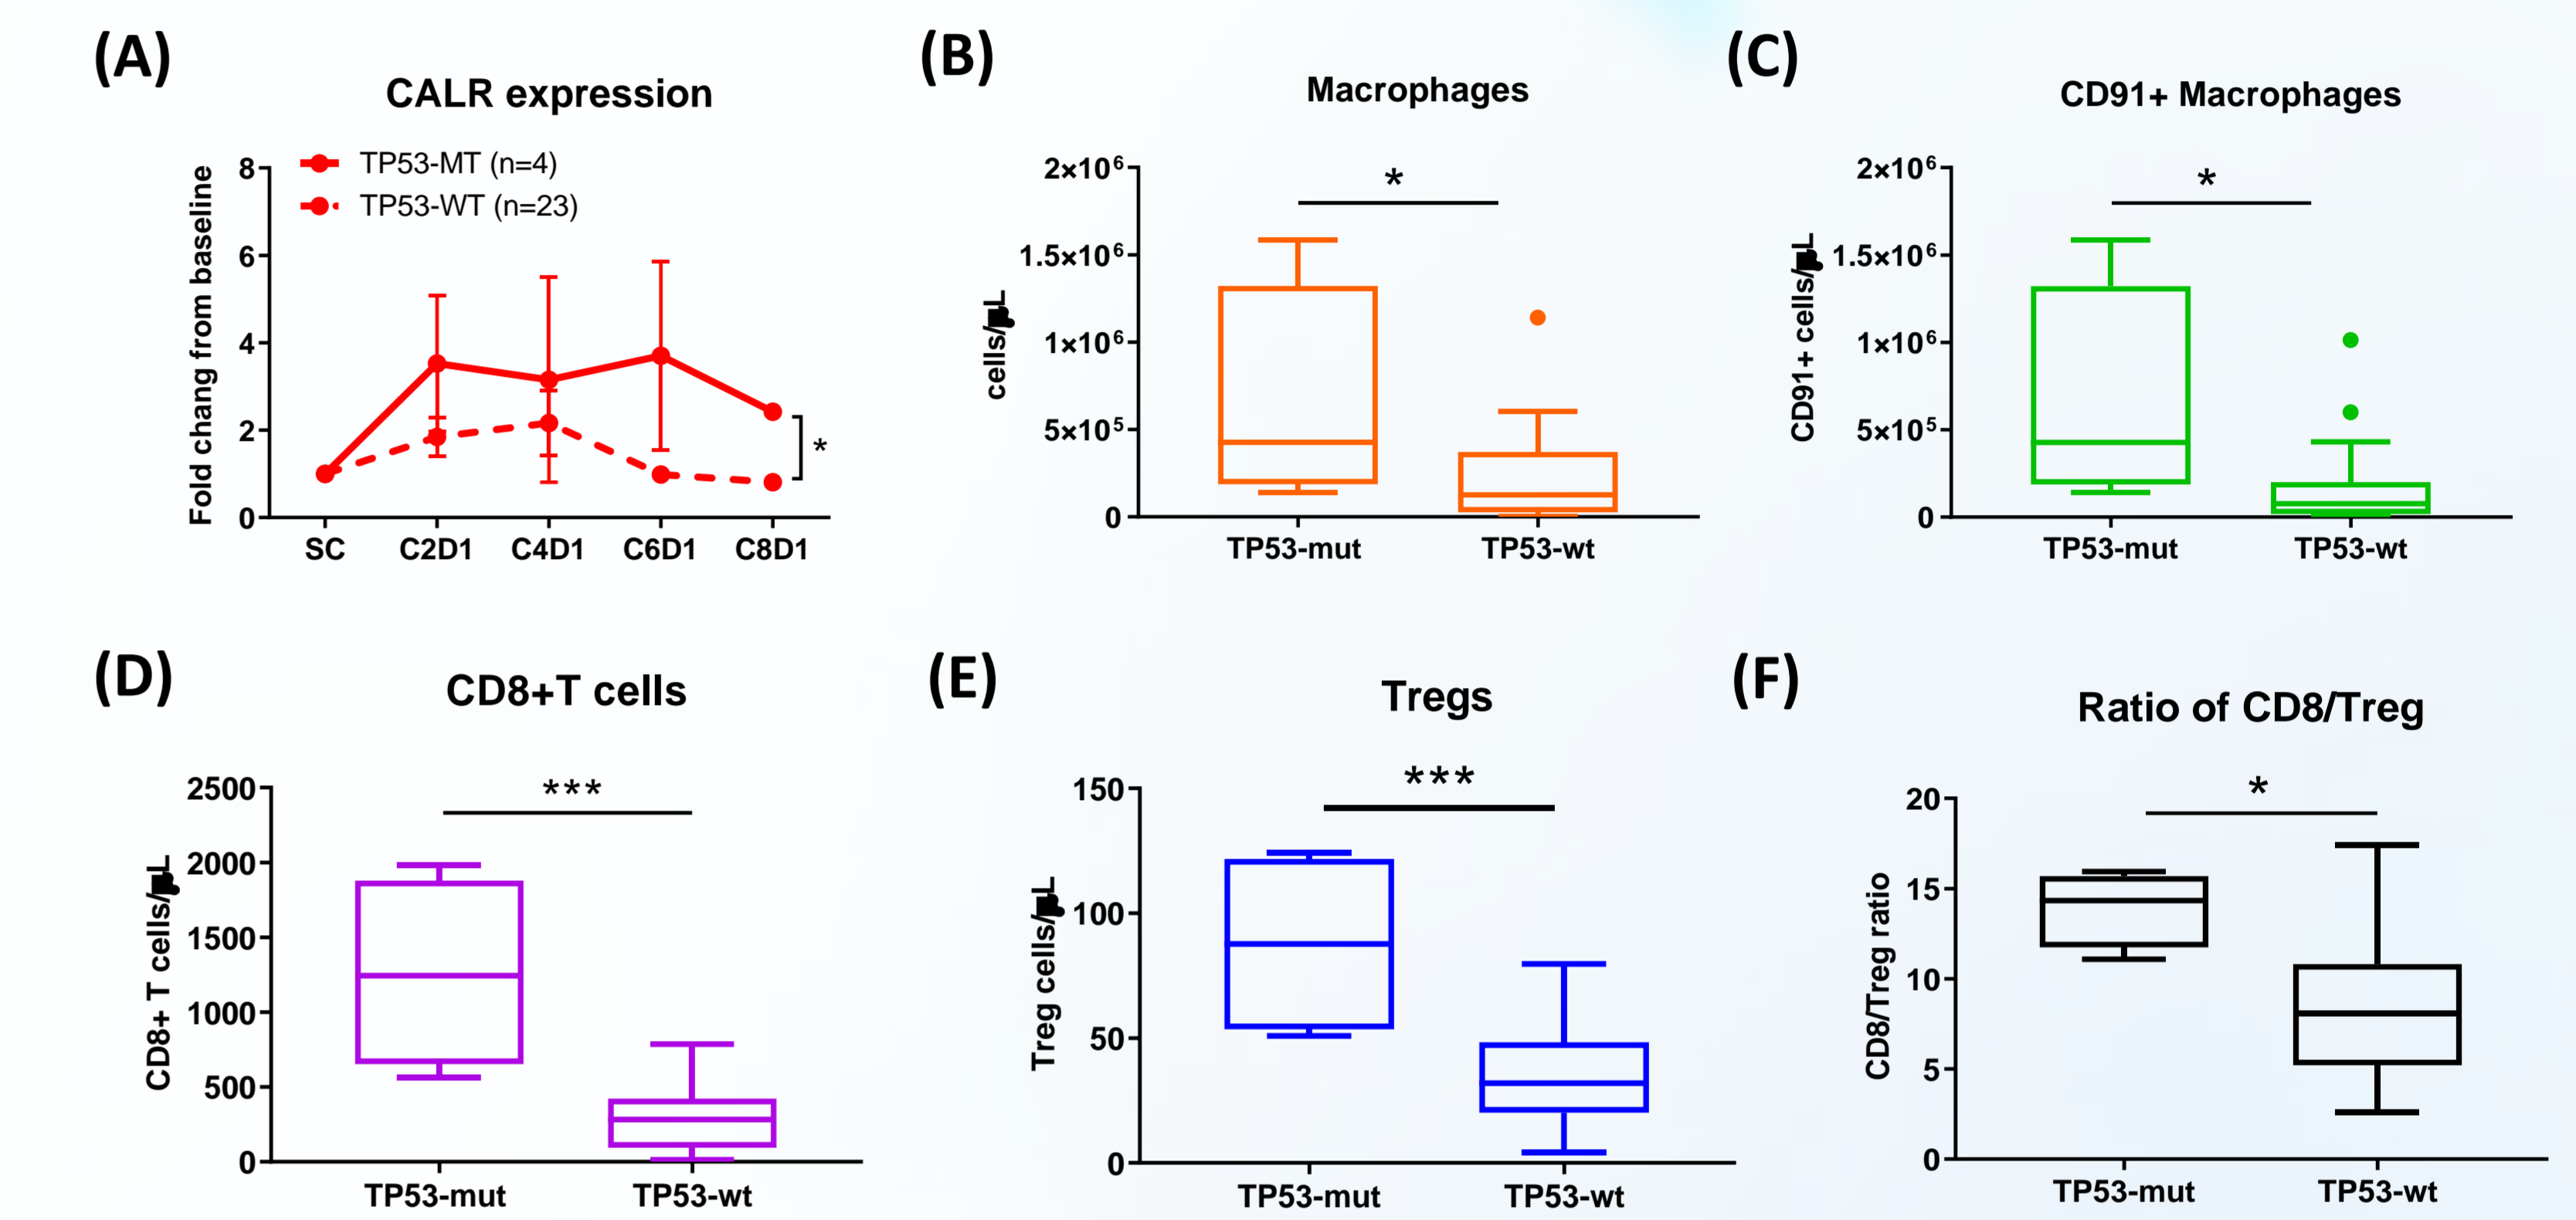 (A)
CALR expression
TP53-MT (n=4)
TP53-WT (n=23)
Fold chang from baseline
8
6
4
2
0
SC C2D1 C4D1 C6D1 C8D1
*
(B)
Macrophages
cells/µL
2×10⁶
1.5×10⁶
1×10⁶
5×10⁵
0
*
TP53-mut TP53-wt
(C)
CD91+ Macrophages
CD91+ cells/µL
2×10⁶
1.5×10⁶
1×10⁶
5×10⁵
0
*
TP53-mut TP53-wt
(D)
CD8+T cells
CD8+ T cells/µL
2500
2000
1500
1000
500
0
***
TP53-mut TP53-wt
(E)
Tregs
Treg cells/µL
150
100
50
0
***
TP53-mut TP53-wt
(F)
Ratio of CD8/Treg
CD8/Treg ratio
20
15
10
5
0
*
TP53-mut TP53-wt